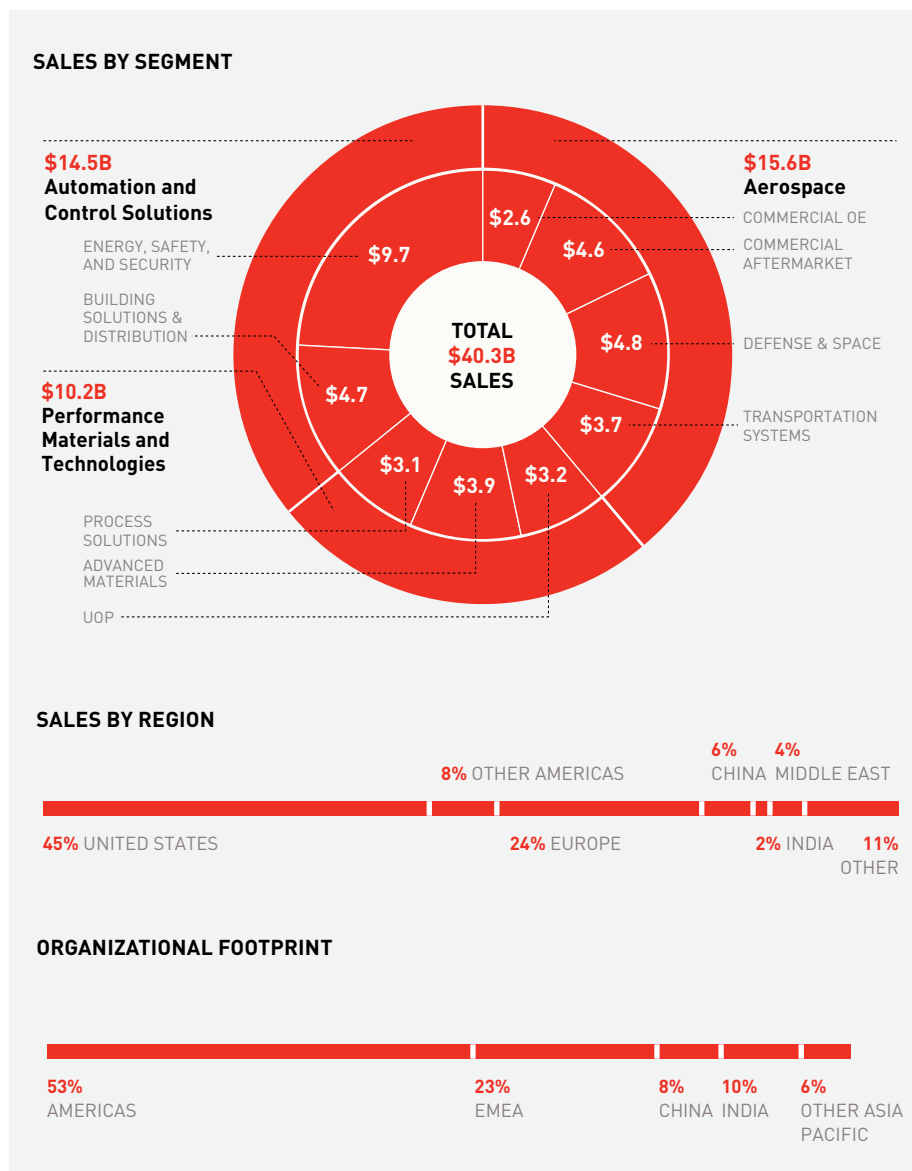 SALES BY SEGMENT
$14.5B
Automation and
Control Solutions
ENERGY, SAFETY,
AND SECURITY
BUILDING
SOLUTIONS &
DISTRIBUTION
$10.2B
Performance
Materials and
Technologies
PROCESS
SOLUTIONS
ADVANCED
MATERIALS
UOP
$9.7
$4.7
$3.1
$3.9
$3.2
$3.7
$4.8
$4.6
$2.6
TOTAL
$40.3B
SALES
$15.6B
Aerospace
COMMERCIAL OE
COMMERCIAL
AFTERMARKET
DEFENSE & SPACE
TRANSPORTATION
SYSTEMS
SALES BY REGION
45% UNITED STATES
8% OTHER AMERICAS
24% EUROPE
6%
CHINA
2% INDIA
4%
MIDDLE EAST
11%
OTHER
ORGANIZATIONAL FOOTPRINT
53%
AMERICAS
23%
EMEA
8%
CHINA
10%
INDIA
6%
OTHER ASIA
PACIFIC